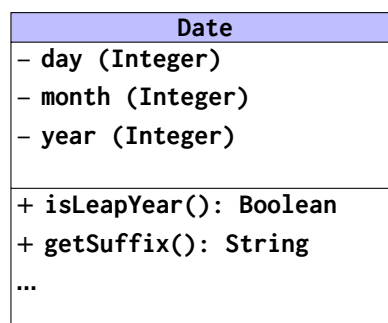 Date
– day (Integer)
– month (Integer)
– year (Integer)
+ isLeapYear(): Boolean
+ getSuffix(): String
...